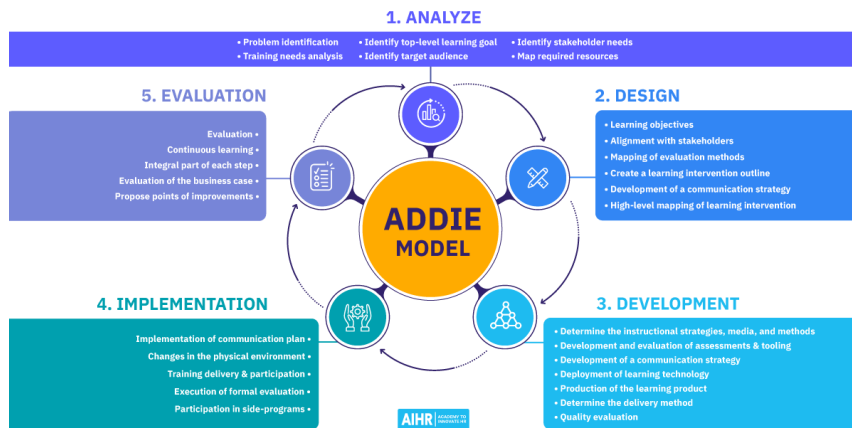 1. ANALYZE
• Problem identification
• Training needs analysis
• Identify top-level learning goal
• Identify target audience
• Identify stakeholder needs
• Map required resources
2. DESIGN
• Learning objectives
• Alignment with stakeholders
• Mapping of evaluation methods
• Create a learning intervention outline
• Development of a communication strategy
• High-level mapping of learning intervention
3. DEVELOPMENT
• Determine the instructional strategies, media, and methods
• Development and evaluation of assessments & tooling
• Development of a communication strategy
• Deployment of learning technology
• Production of the learning product
• Determine the delivery method
• Quality evaluation
4. IMPLEMENTATION
Implementation of communication plan •
Changes in the physical environment •
Training delivery & participation •
Execution of formal evaluation •
Participation in side-programs •
5. EVALUATION
Evaluation •
Continuous learning •
Integral part of each step •
Evaluation of the business case •
Propose points of improvements •
ADDIE
MODEL
AIHR
ACADEMY TO
INNOVATE HR